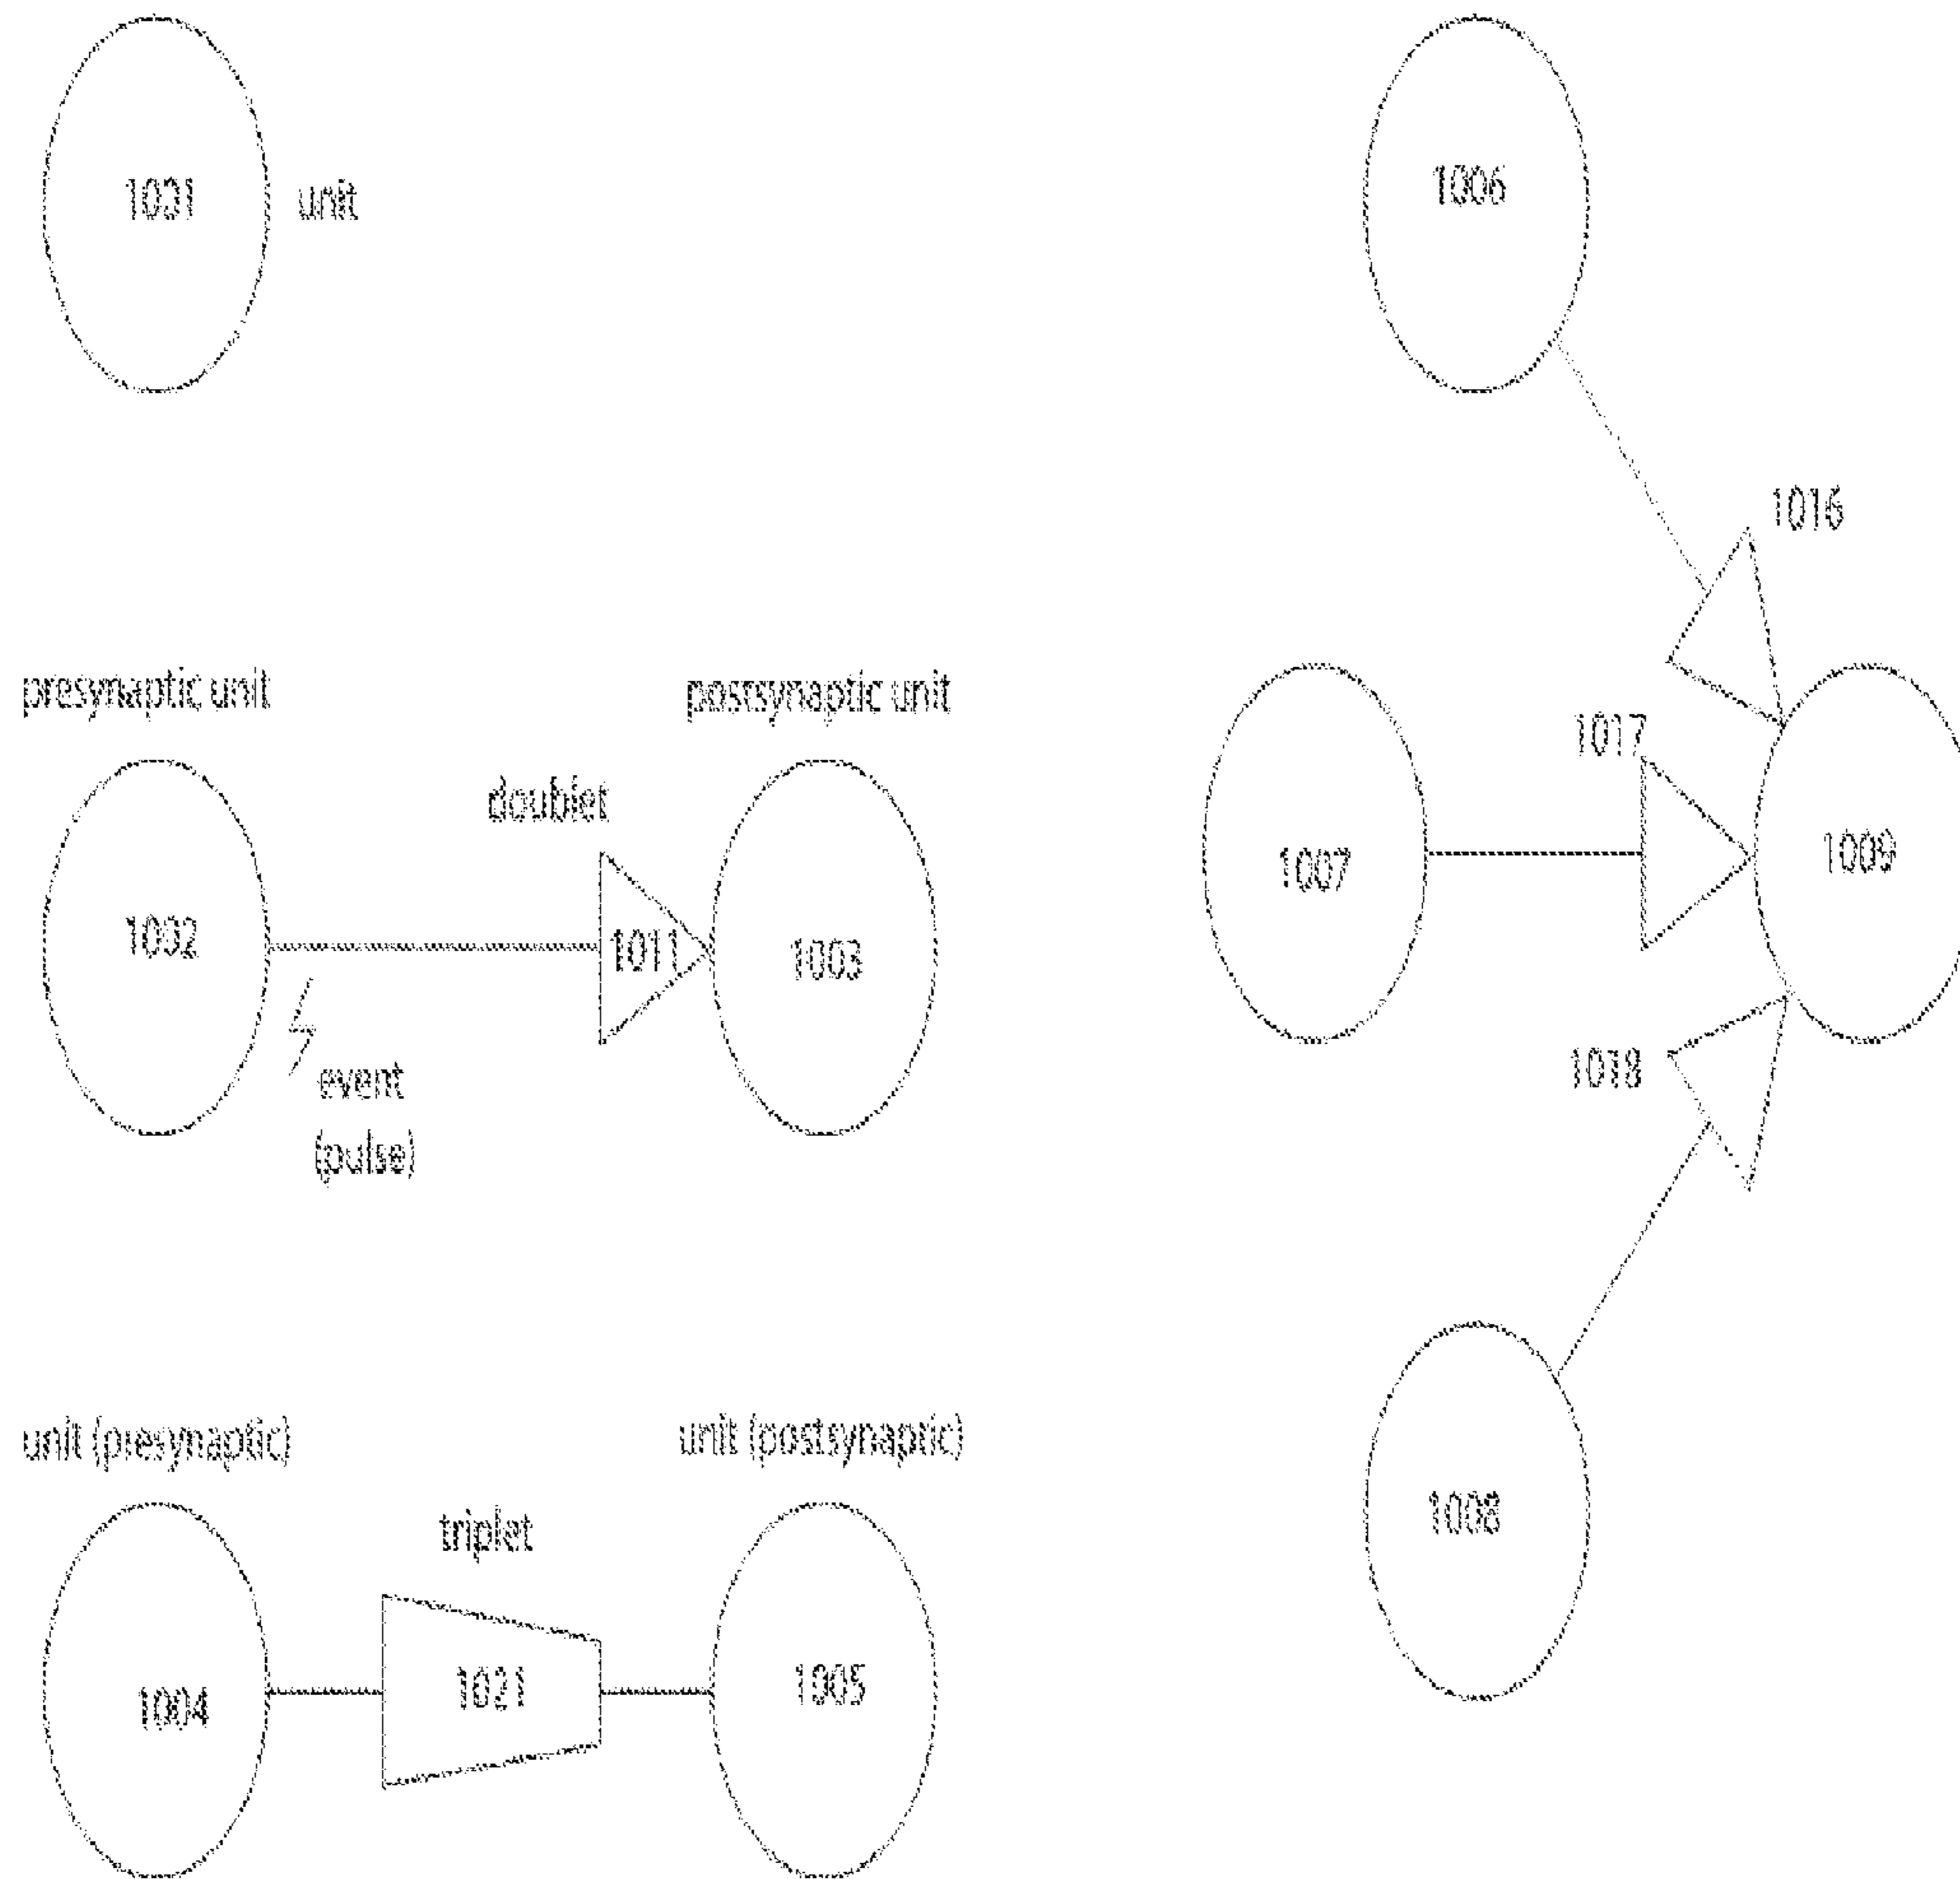 1001
unit
presynaptic unit
postsynaptic unit
doublet
1002
1011
1003
event
(pulse)
unit (presynaptic)
unit (postsynaptic)
triplet
1004
1021
1005
1006
1016
1017
1007
1009
1018
1008